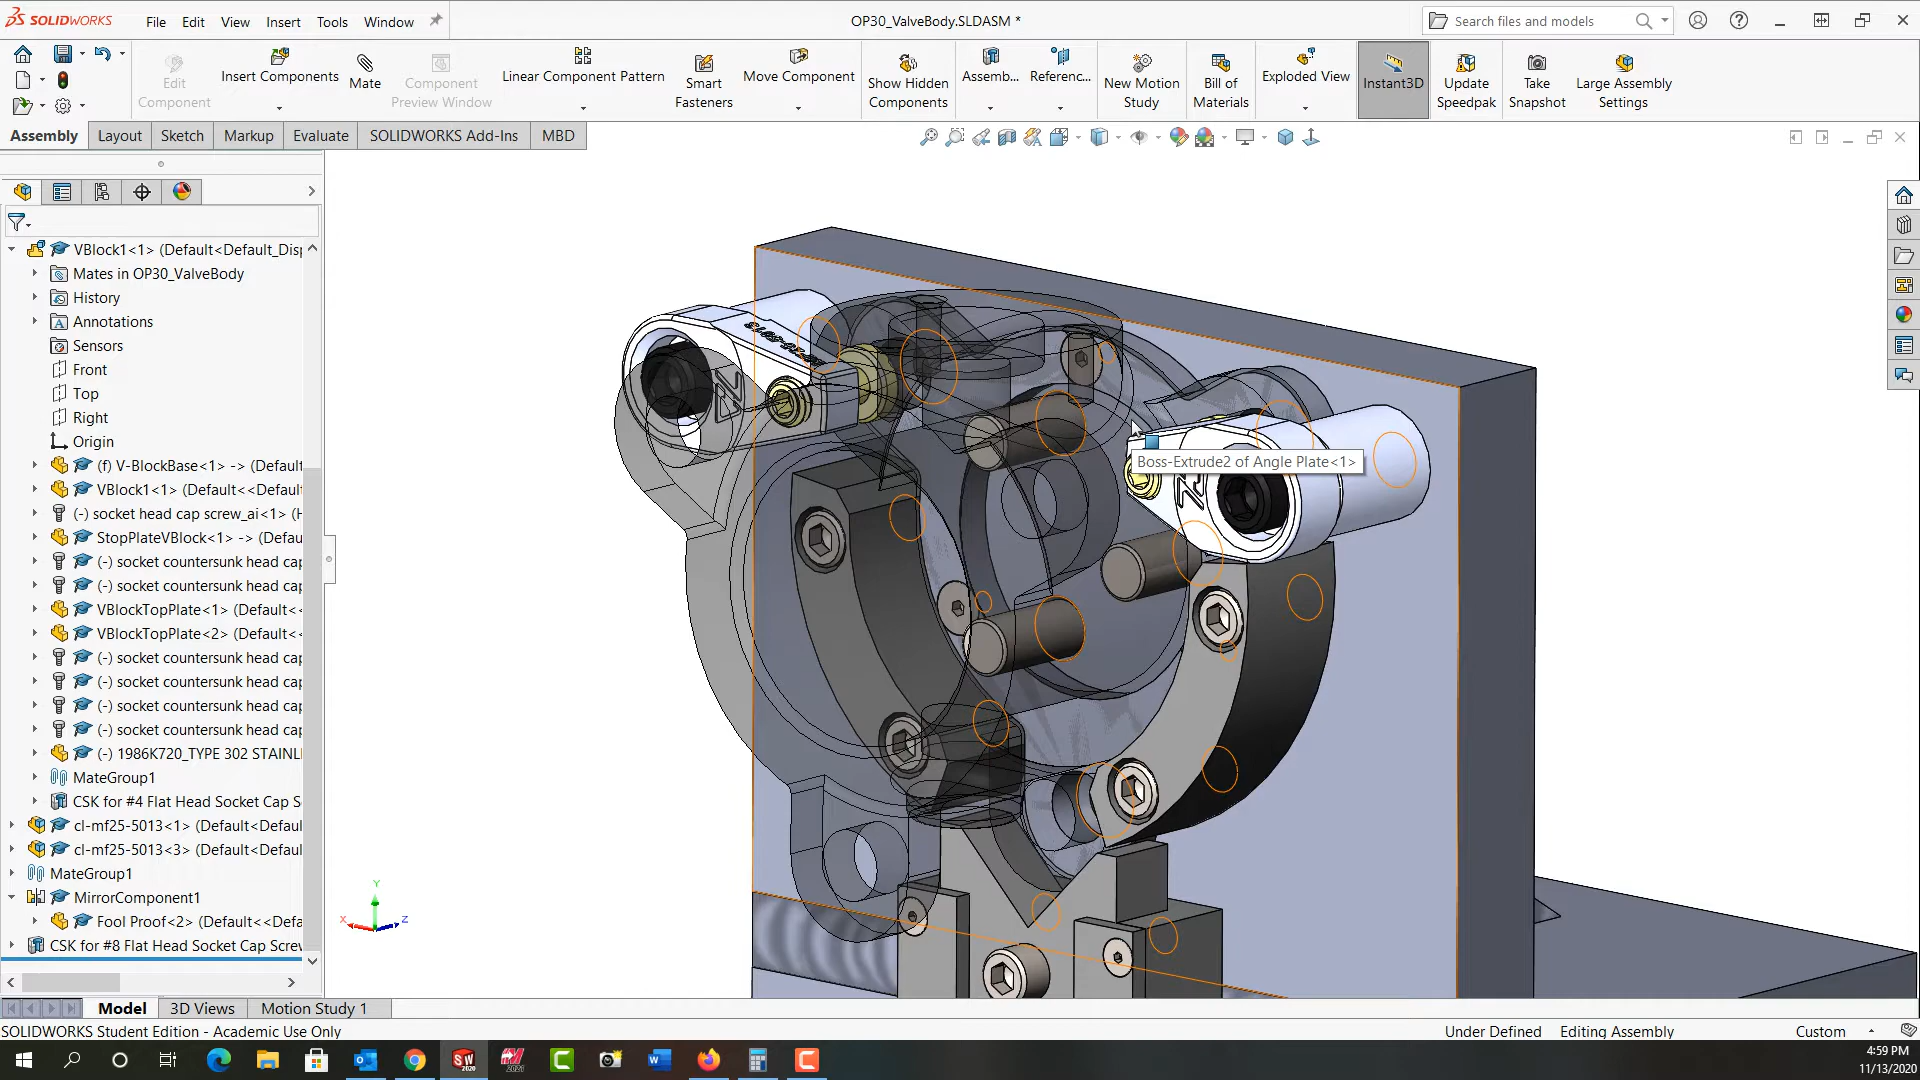 SOLIDWORKS File Edit View Insert Tools Window OP30_ValveBody.SLDASM * Search files and models
Edit Component
Insert Components
Mate
Component Preview Window
Linear Component Pattern
Smart Fasteners
Move Component
Show Hidden Components
Assemb...
Referenc...
New Motion Study
Bill of Materials
Exploded View
Instant3D
Update Speedpak
Take Snapshot
Large Assembly Settings
Assembly Layout Sketch Markup Evaluate SOLIDWORKS Add-Ins MBD
VBlock1<1> (Default<Default_Disp
Mates in OP30_ValveBody
History
Annotations
Sensors
Front
Top
Right
Origin
(f) V-BlockBase<1> -> (Default
VBlock1<1> (Default<<Default
(-) socket head cap screw_ai<1> (H
StopPlateVBlock<1> -> (Defau
(-) socket countersunk head cap
(-) socket countersunk head cap
VBlockTopPlate<1> (Default<<
VBlockTopPlate<2> (Default<<
(-) socket countersunk head cap
(-) socket countersunk head cap
(-) socket countersunk head cap
(-) socket countersunk head cap
(-) 1986K720_TYPE 302 STAINL
MateGroup1
CSK for #4 Flat Head Socket Cap S
cl-mf25-5013<1> (Default<Defaul
cl-mf25-5013<3> (Default<Defaul
MateGroup1
MirrorComponent1
Fool Proof<2> (Default<<Defa
CSK for #8 Flat Head Socket Cap Screw
Boss-Extrude2 of Angle Plate<1>
Y
X
Z
Model 3D Views Motion Study 1
SOLIDWORKS Student Edition - Academic Use Only Under Defined Editing Assembly Custom
4:59 PM
11/13/2020